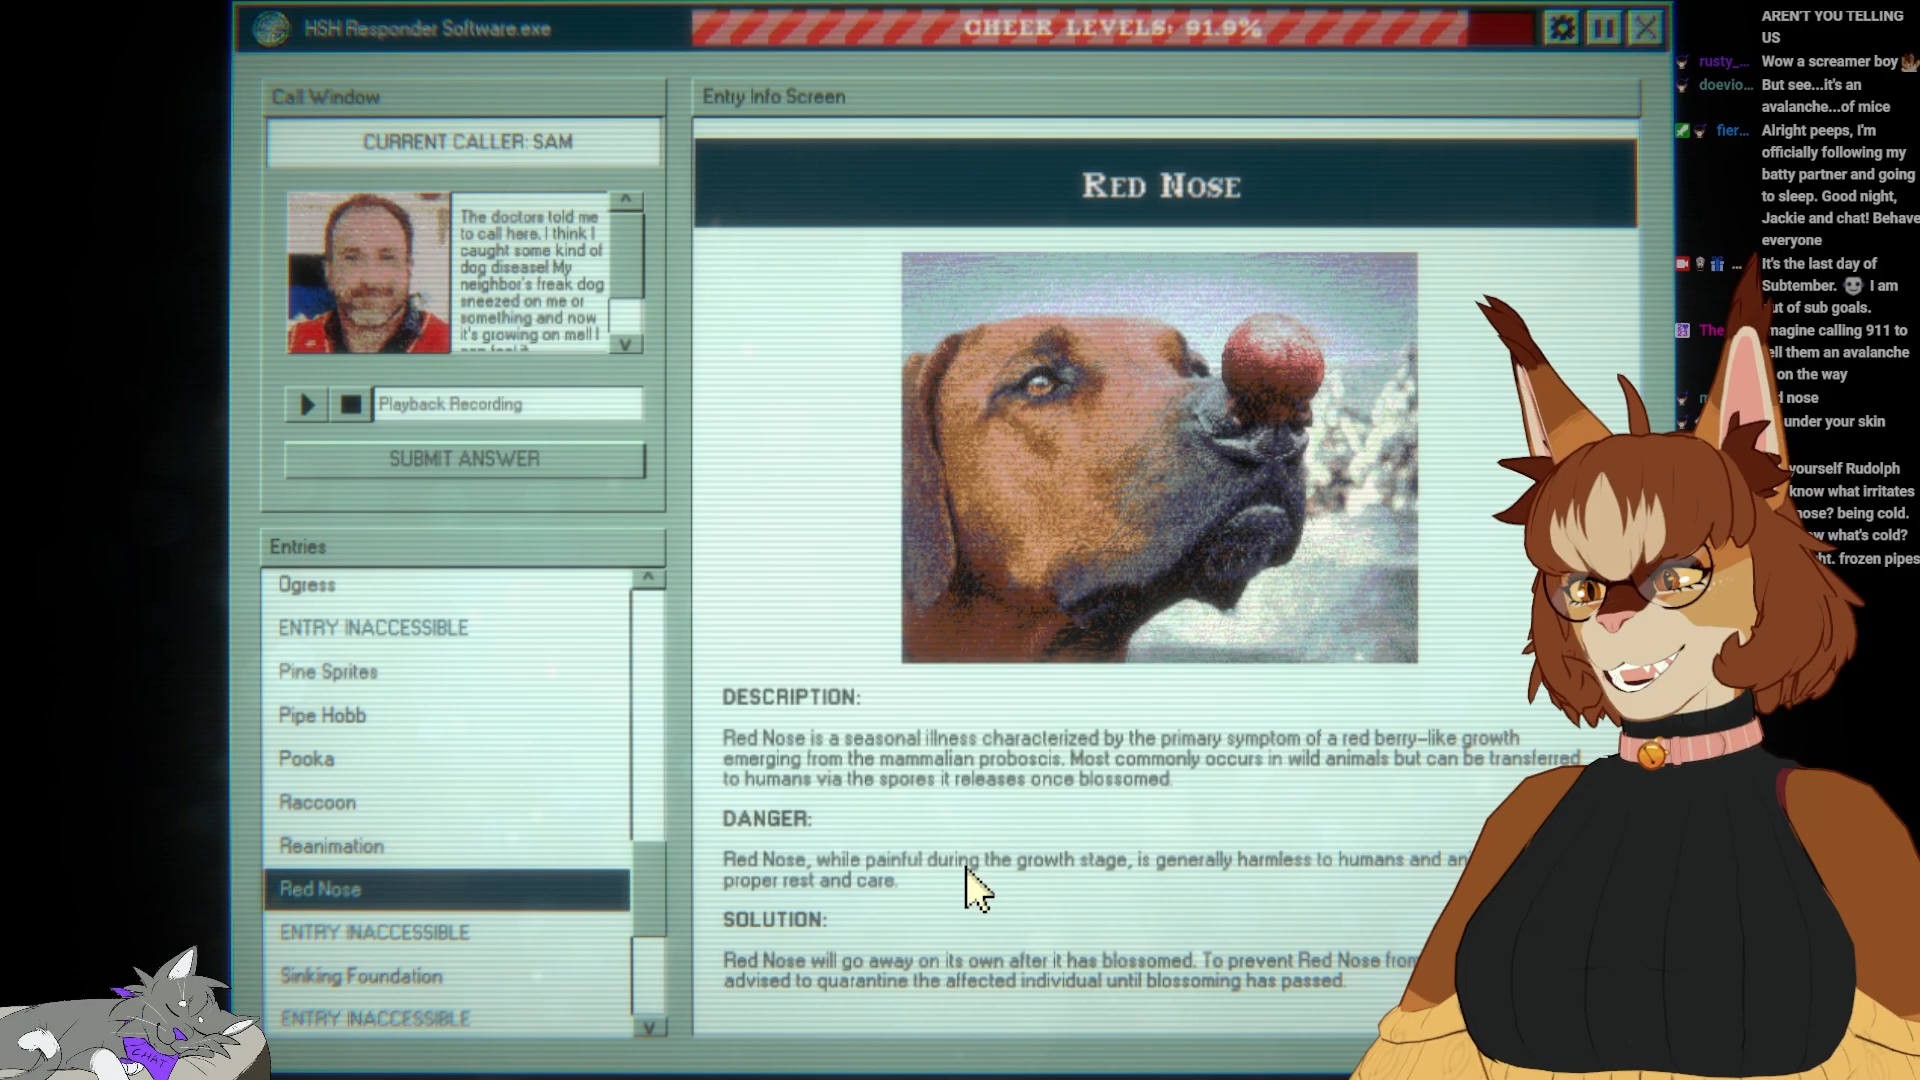 HSH Responder Software.exe
CHEER LEVELS: 91.9%
Call Window
CURRENT CALLER: SAM
The doctors told me
to call here. I think I
caught some kind of
dog disease! My
neighbor's freak dog
sneezed on me or
something and now
it's growing on me!! I
Playback Recording
SUBMIT ANSWER
Entries
Ogress
ENTRY INACCESSIBLE
Pine Sprites
Pipe Hobb
Pooka
Raccoon
Reanimation
Red Nose
ENTRY INACCESSIBLE
Sinking Foundation
ENTRY INACCESSIBLE
Entry Info Screen
RED NOSE
DESCRIPTION:
Red Nose is a seasonal illness characterized by the primary symptom of a red berry-like growth
emerging from the mammalian proboscis. Most commonly occurs in wild animals but can be transferred
to humans via the spores it releases once blossomed.
DANGER:
Red Nose, while painful during the growth stage, is generally harmless to humans and
proper rest and care.
SOLUTION:
Red Nose will go away on its own after it has blossomed. To prevent Red Nose from
advised to quarantine the affected individual until blossoming has passed.
AREN'T YOU TELLING
US
rusty_... Wow a screamer boy
doevio... But see...it's an
avalanche...of mice
fier... Alright peeps, I'm
officially following my
batty partner and going
to sleep. Good night,
Jackie and chat! Behave
everyone
... It's the last day of
Subtember. I am
of sub goals.
The magine calling 911 to
them an avalanche
on the way
nose
under your skin
yourself Rudolph
know what irritates
nose? being cold.
what's cold?
frozen pipes
CHAT